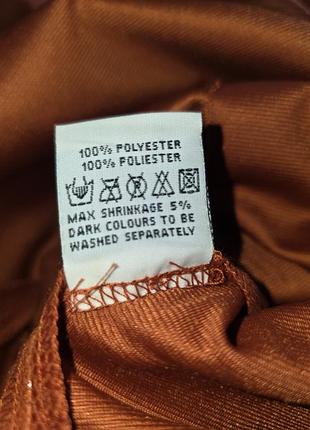 100% POLYESTER
100% POLIESTER
MAX SHRINKAGE 5%
DARK COLOURS TO BE
WASHED SEPARATELY